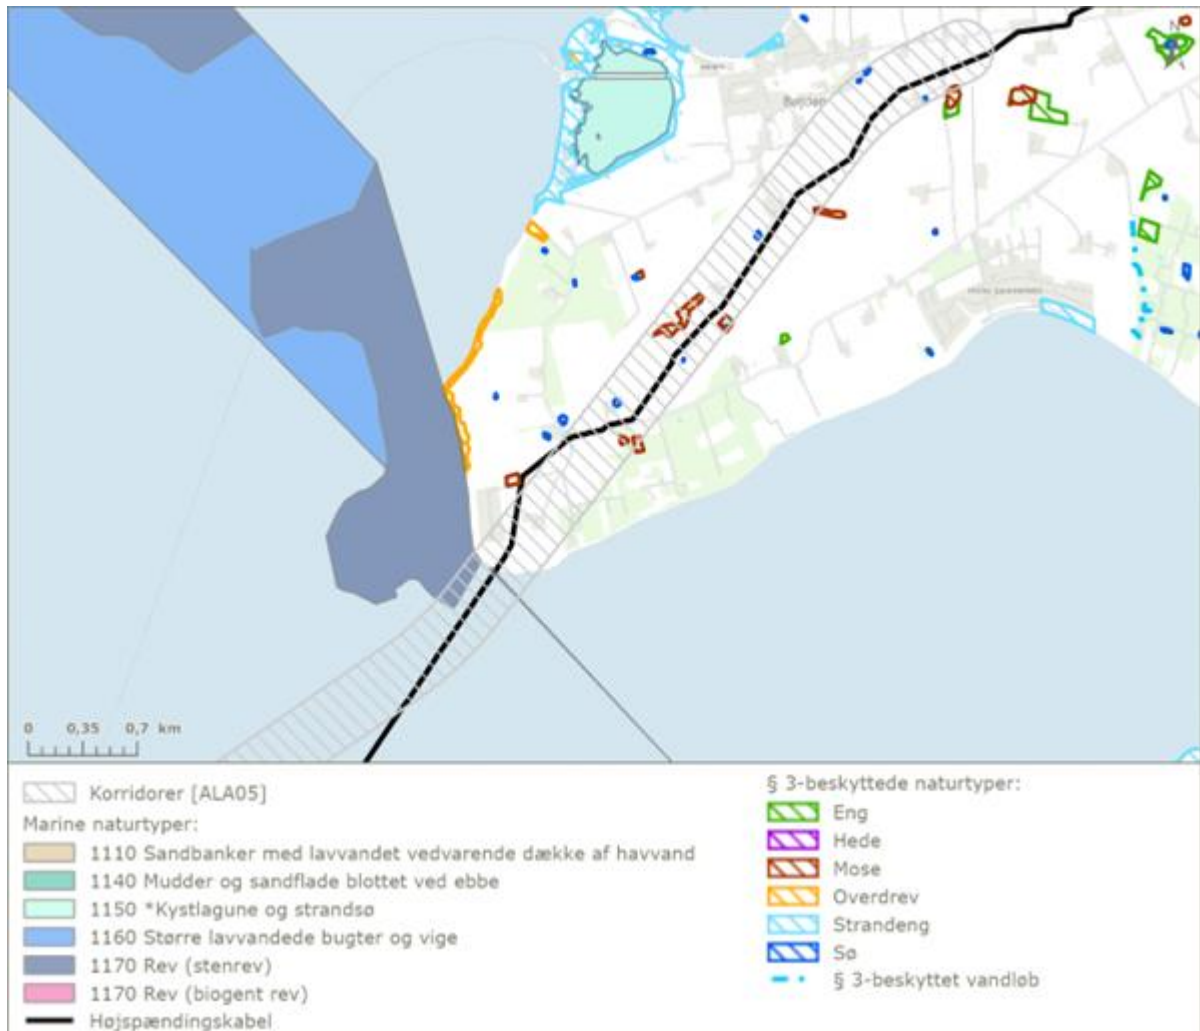 Bøjden
N
0 0,35 0,7 km
Korridorer [ALA05]
Marine naturtyper:
1110 Sandbanker med lavvandet vedvarende dække af havvand
1140 Mudder og sandflade blottet ved ebbe
1150 *Kystlagune og strandsø
1160 Større lavvandede bugter og vige
1170 Rev (stenrev)
1170 Rev (biogent rev)
Højspændingskabel
§ 3-beskyttede naturtyper:
Eng
Hede
Mose
Overdrev
Strandeng
Sø
§ 3-beskyttet vandløb